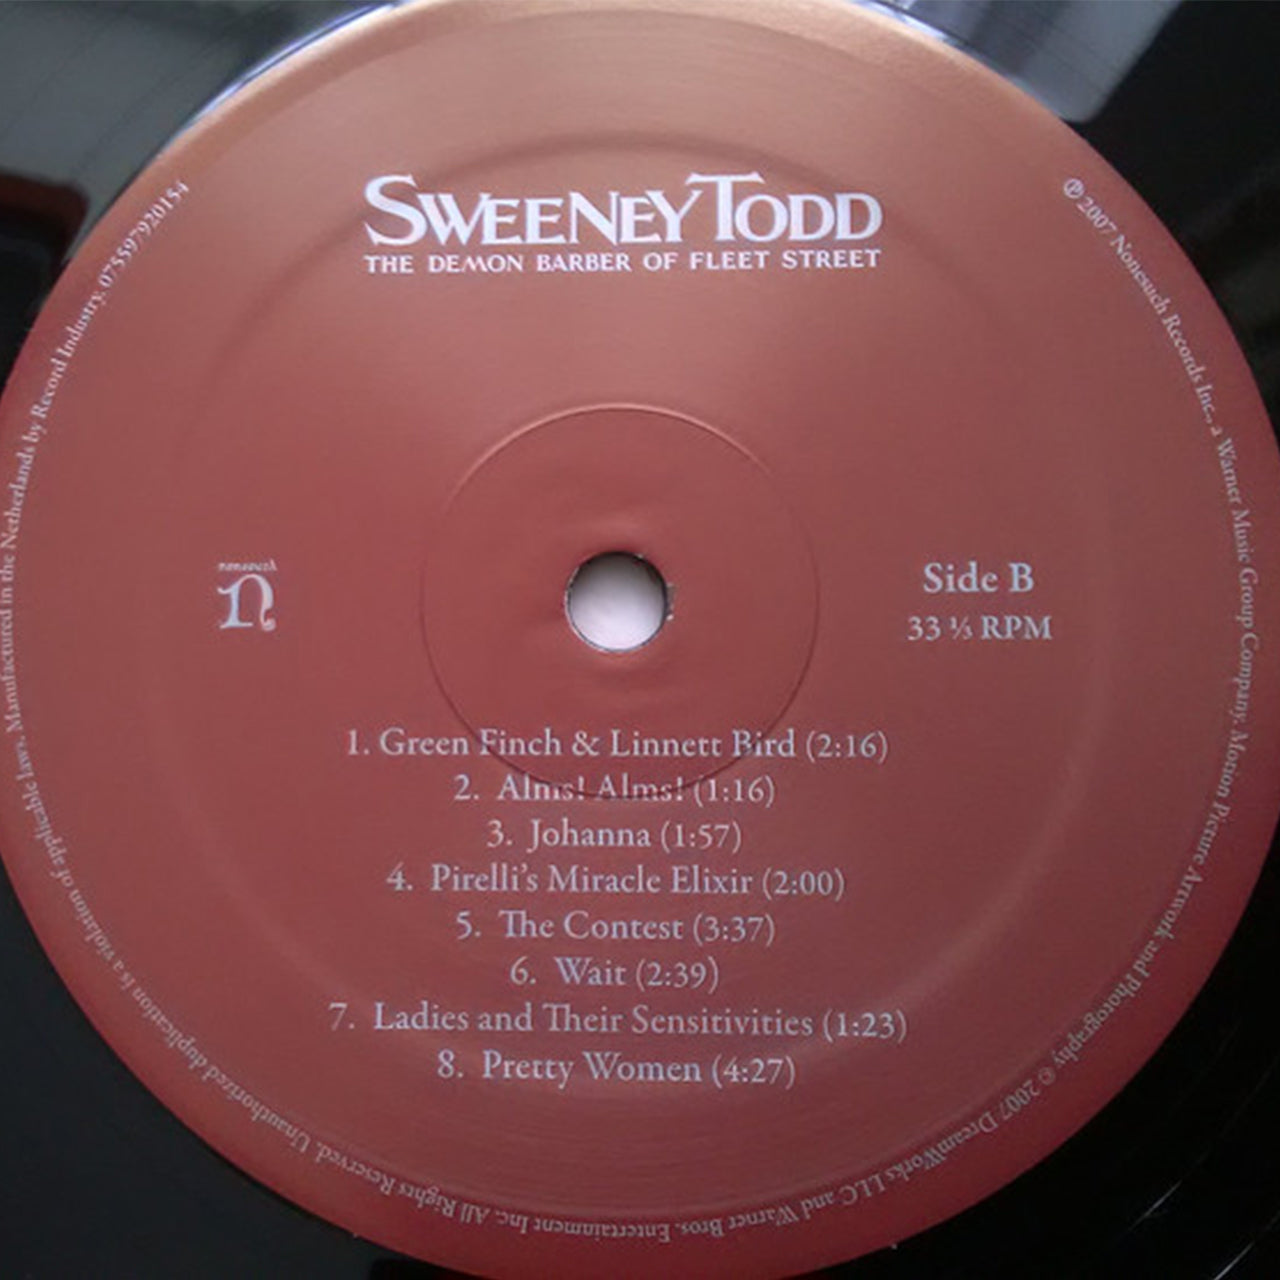 SWEENEY TODD
THE DEMON BARBER OF FLEET STREET
nonesuch
Side B
33 ⅓ RPM
1. Green Finch & Linnett Bird (2:16)
2. Alms! Alms! (1:16)
3. Johanna (1:57)
4. Pirelli's Miracle Elixir (2:00)
5. The Contest (3:37)
6. Wait (2:39)
7. Ladies and Their Sensitivities (1:23)
8. Pretty Women (4:27)
℗ 2007 Nonesuch Records Inc., a Warner Music Group Company. Motion Picture Artwork and Photography © 2007 DreamWorks LLC and Warner Bros. Entertainment Inc. All Rights Reserved. Unauthorized duplication is a violation of applicable laws. Manufactured in the Netherlands by Record Industry. 075597920154